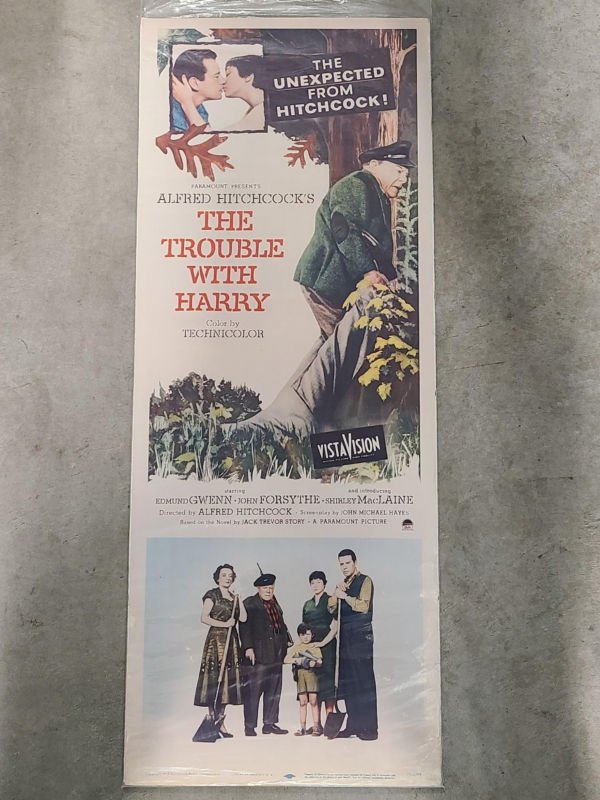 THE
UNEXPECTED
FROM
HITCHCOCK!
PARAMOUNT PRESENTS
ALFRED HITCHCOCK'S
THE
TROUBLE
WITH
HARRY
Color by
TECHNICOLOR
VISTAVISION
starring and introducing
EDMUND GWENN • JOHN FORSYTHE • SHIRLEY MacLAINE
Directed by ALFRED HITCHCOCK • Screenplay by JOHN MICHAEL HAYES
Based on the Novel by JACK TREVOR STORY • A PARAMOUNT PICTURE